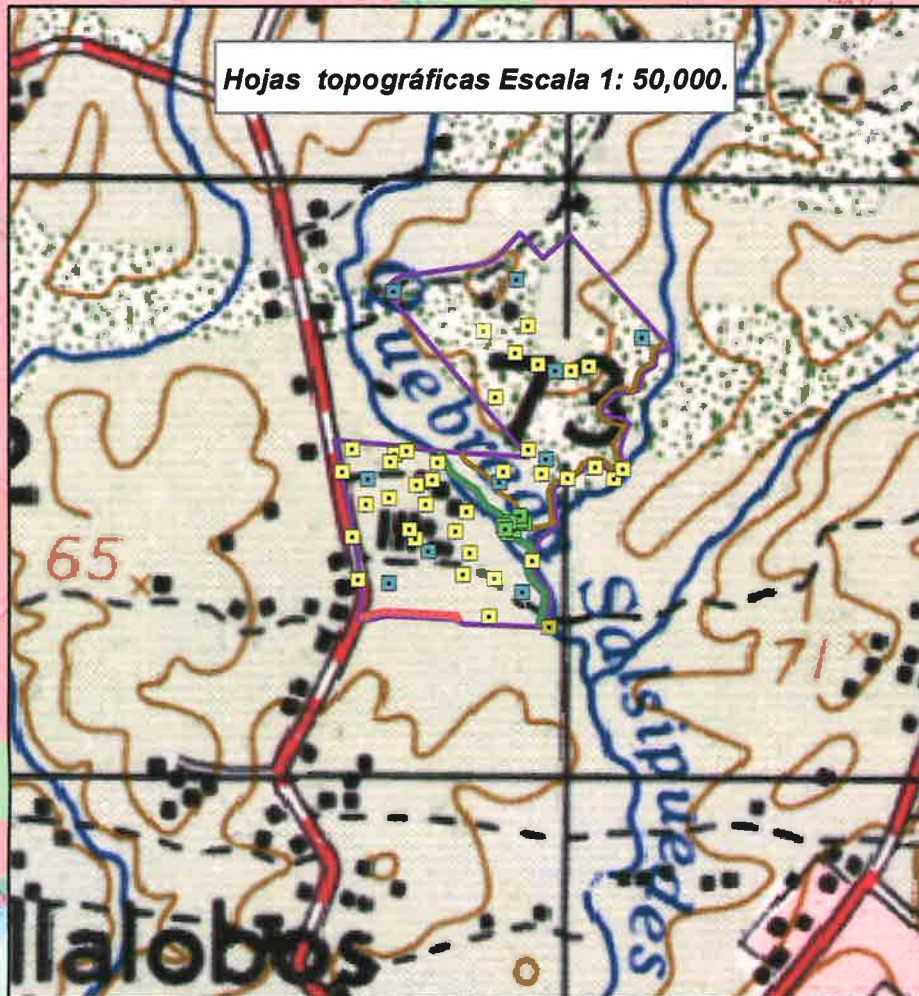 Hojas topográficas Escala 1: 50,000.
Quebrada
73
65
Salsipuedes
71
llalobos